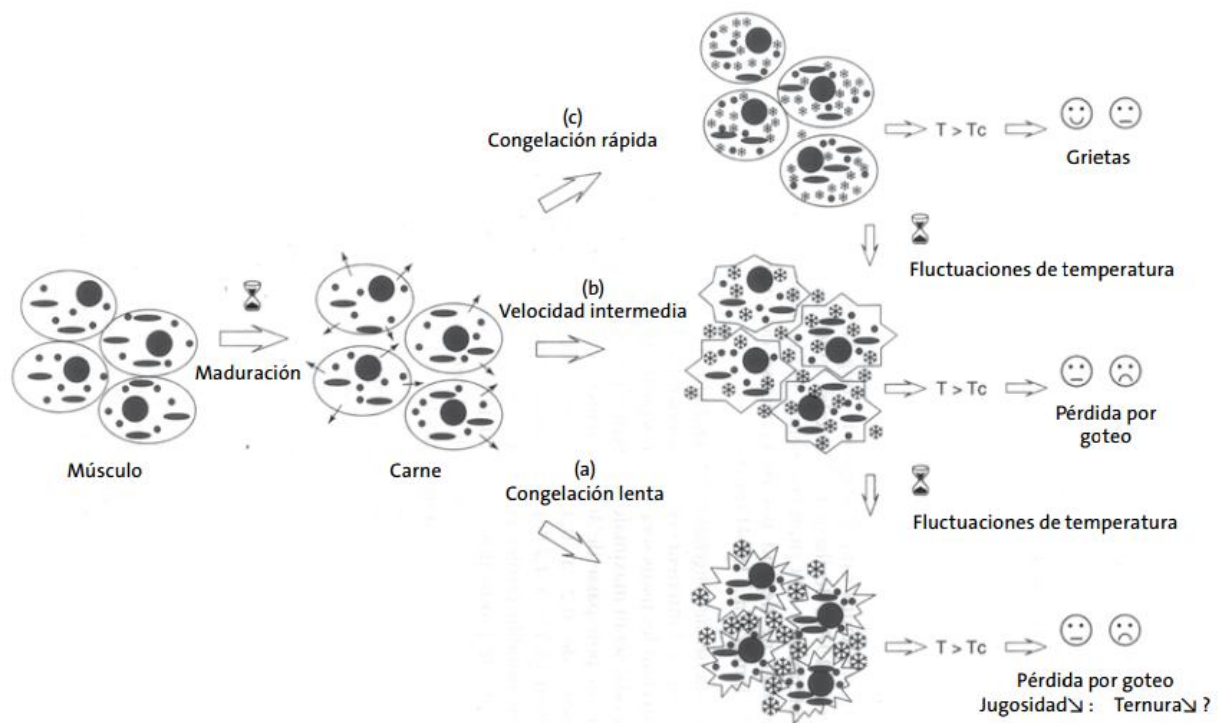 (c)
Congelación rápida
T > Tc
Grietas
Fluctuaciones de temperatura
(b)
Velocidad intermedia
Maduración
Músculo
Carne
T > Tc
Pérdida por
goteo
(a)
Congelación lenta
Fluctuaciones de temperatura
T > Tc
Pérdida por goteo
Jugosidad↘ : Ternura↘ ?